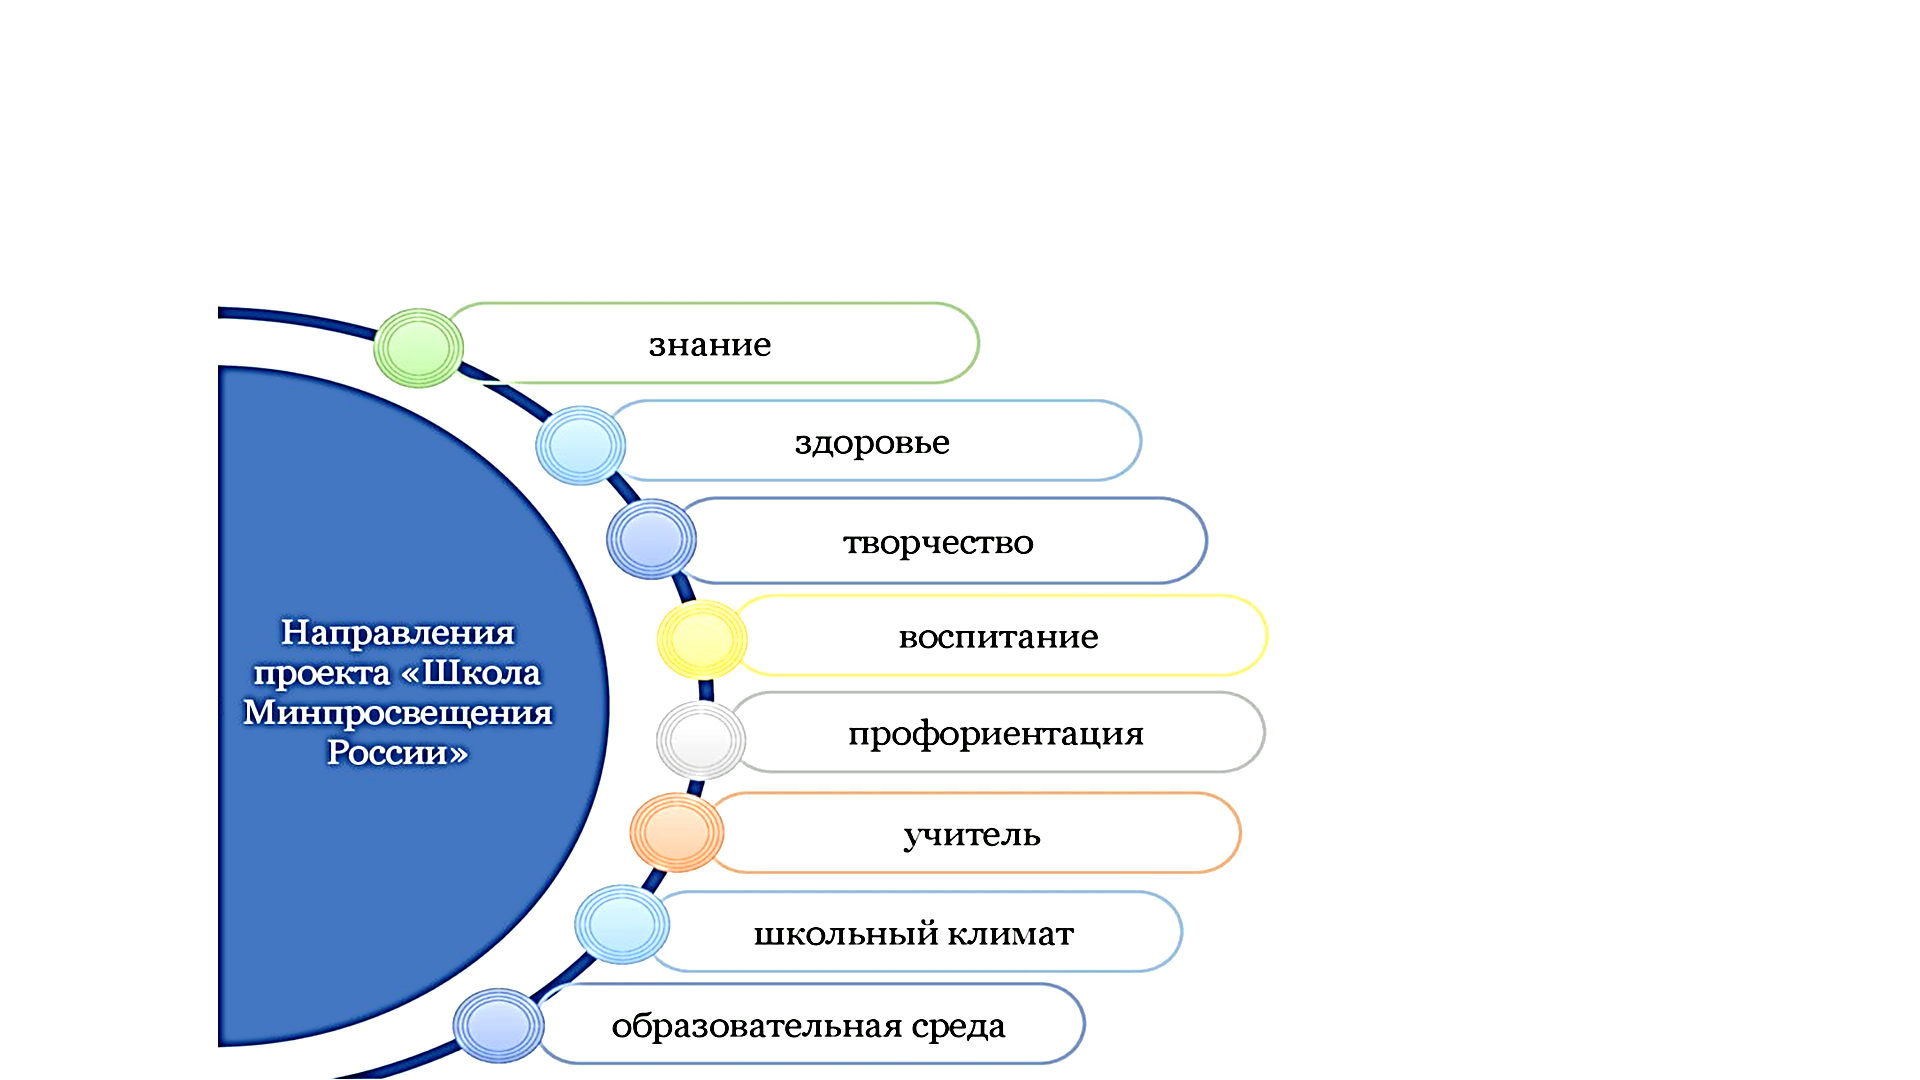 знание
здоровье
творчество
Направления
проекта «Школа
Минпросвещения
России»
воспитание
профориентация
учитель
школьный климат
образовательная среда